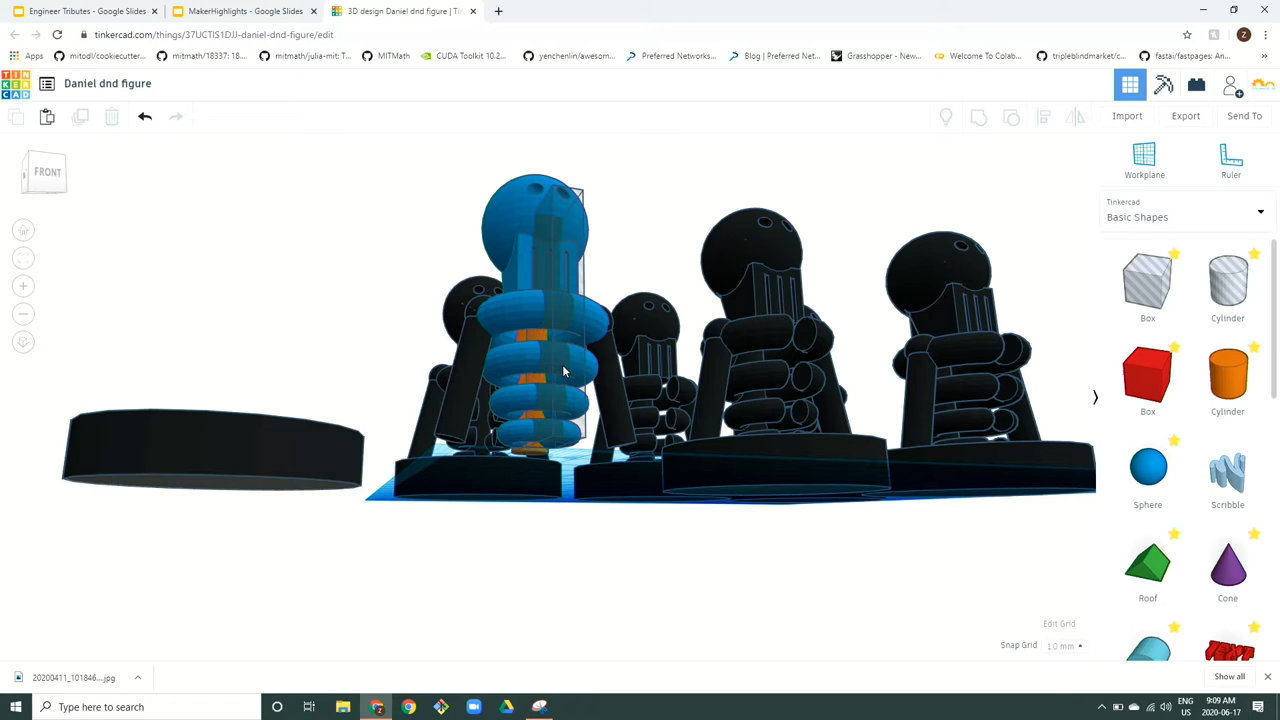 Engineer Tributes - Google Slides
MakerHighlights - Google Slides
3D design Daniel dnd figure | T
tinkercad.com/things/37UCTIS1DJJ-daniel-dnd-figure/edit
Z
Apps
mitodl/cookiecutter...
mitmath/18337: 18...
mitmath/julia-mit: T...
MITMath
CUDA Toolkit 10.2...
yenchenlin/awesom...
Preferred Networks...
Blog | Preferred Net...
Grasshopper - New...
Welcome To Colab...
tripleblindmarket/c...
fastai/fastpages: An...
TIN
KER
CAD
Daniel dnd figure
Import
Export
Send To
FRONT
Workplane
Ruler
Tinkercad
Basic Shapes
Box
Cylinder
Box
Cylinder
Sphere
Scribble
Roof
Cone
TEXT
Edit Grid
Snap Grid
1.0 mm
20200411_101846....jpg
Show all
Type here to search
ENG
US
9:09 AM
2020-06-17